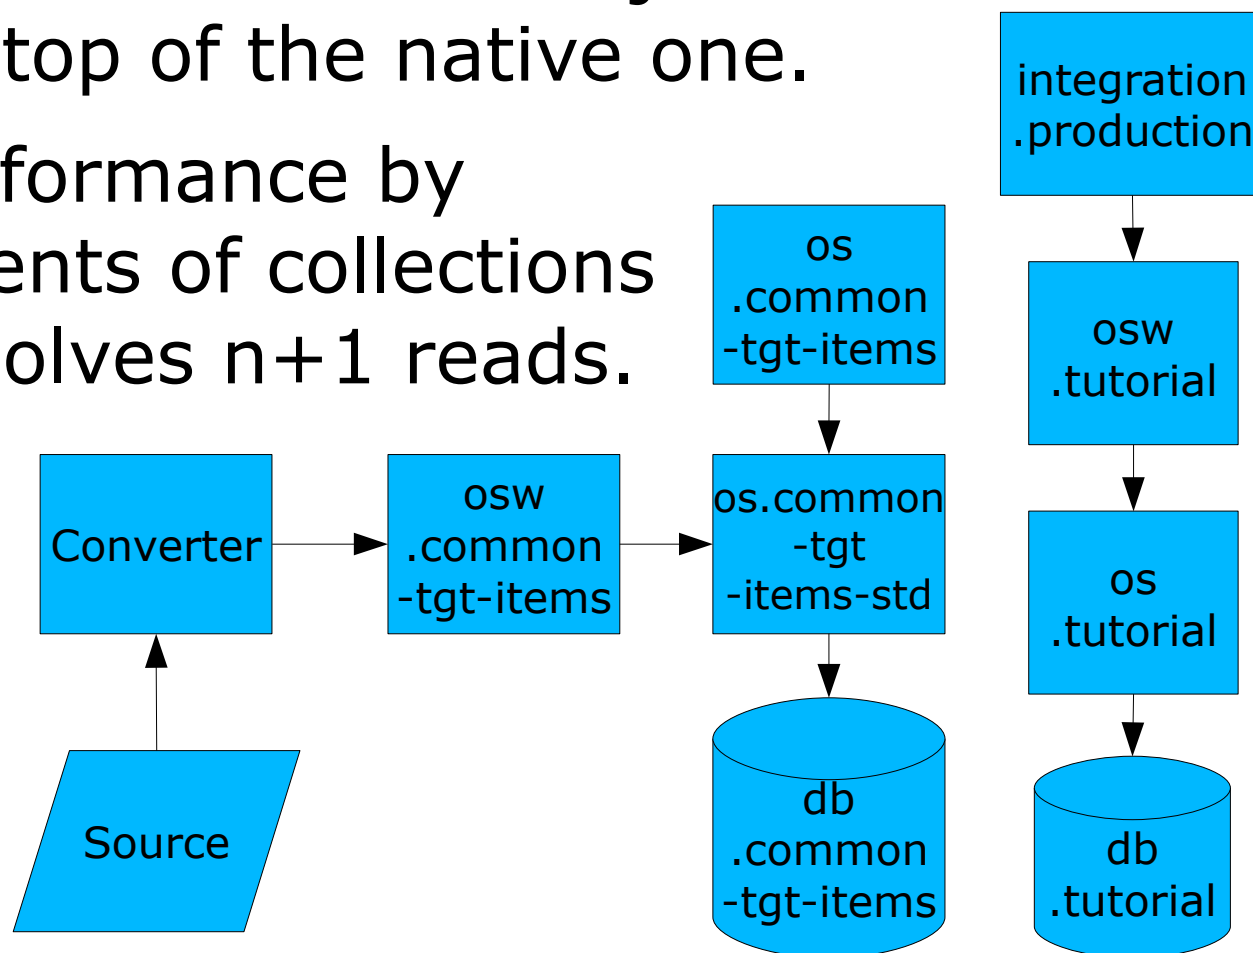 top of the native one.
formance by
ents of collections
olves n+1 reads.
integration
.production
os
.common
-tgt-items
osw
.tutorial
Converter
osw
.common
-tgt-items
os.common
-tgt
-items-std
os
.tutorial
Source
db
.common
-tgt-items
db
.tutorial